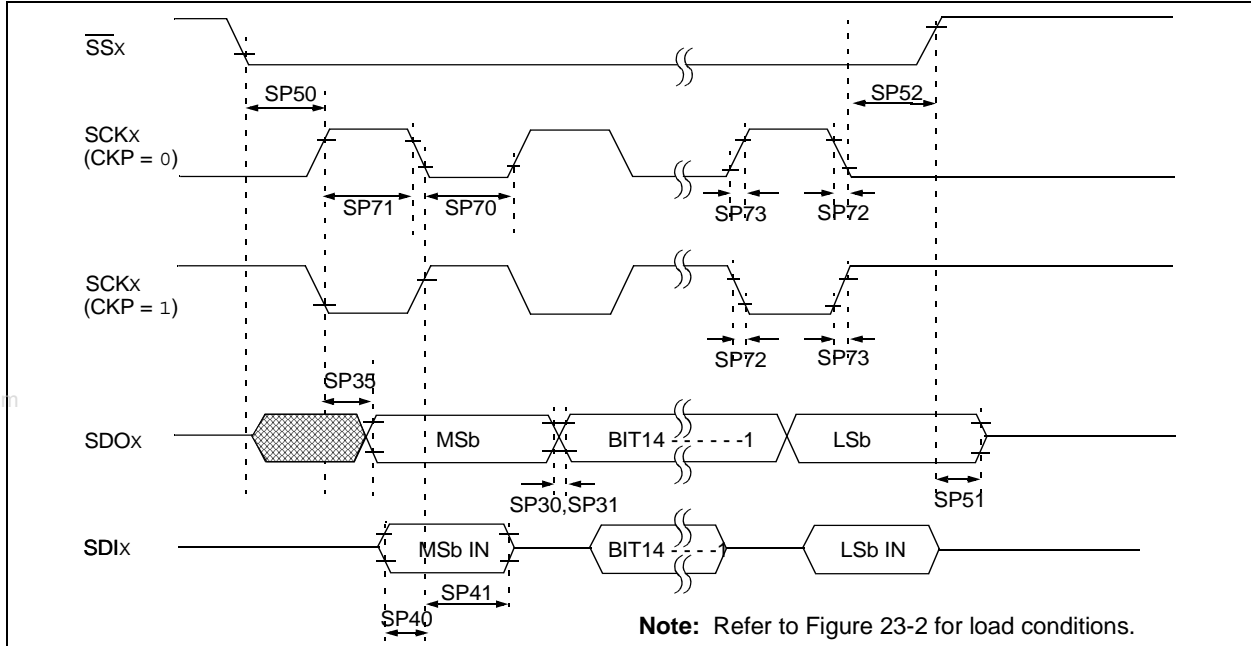 SSX
SP50
SP52
SCKX
(CKP = 0)
SP71
SP70
SP73
SP72
SCKX
(CKP = 1)
SP72
SP73
SP35
m
SDOX
MSb
BIT14 - - - - - -1
LSb
SP30,SP31
SP51
SDIX
MSb IN
BIT14 - - - - -1
LSb IN
SP41
SP40
Note: Refer to Figure 23-2 for load conditions.